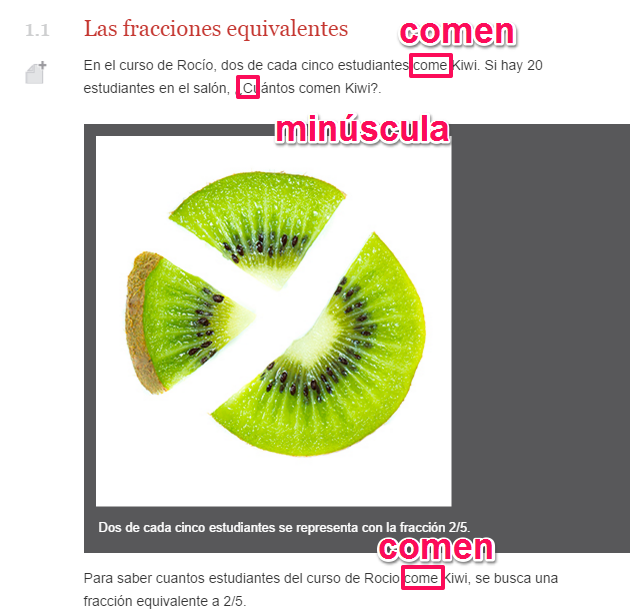 1.1 Las fracciones equivalentes
comen
En el curso de Rocío, dos de cada cinco estudiantes come Kiwi. Si hay 20
estudiantes en el salón, ¿Cuántos comen Kiwi?.
minúscula
Dos de cada cinco estudiantes se representa con la fracción 2/5.
comen
Para saber cuantos estudiantes del curso de Rocio come Kiwi, se busca una
fracción equivalente a 2/5.